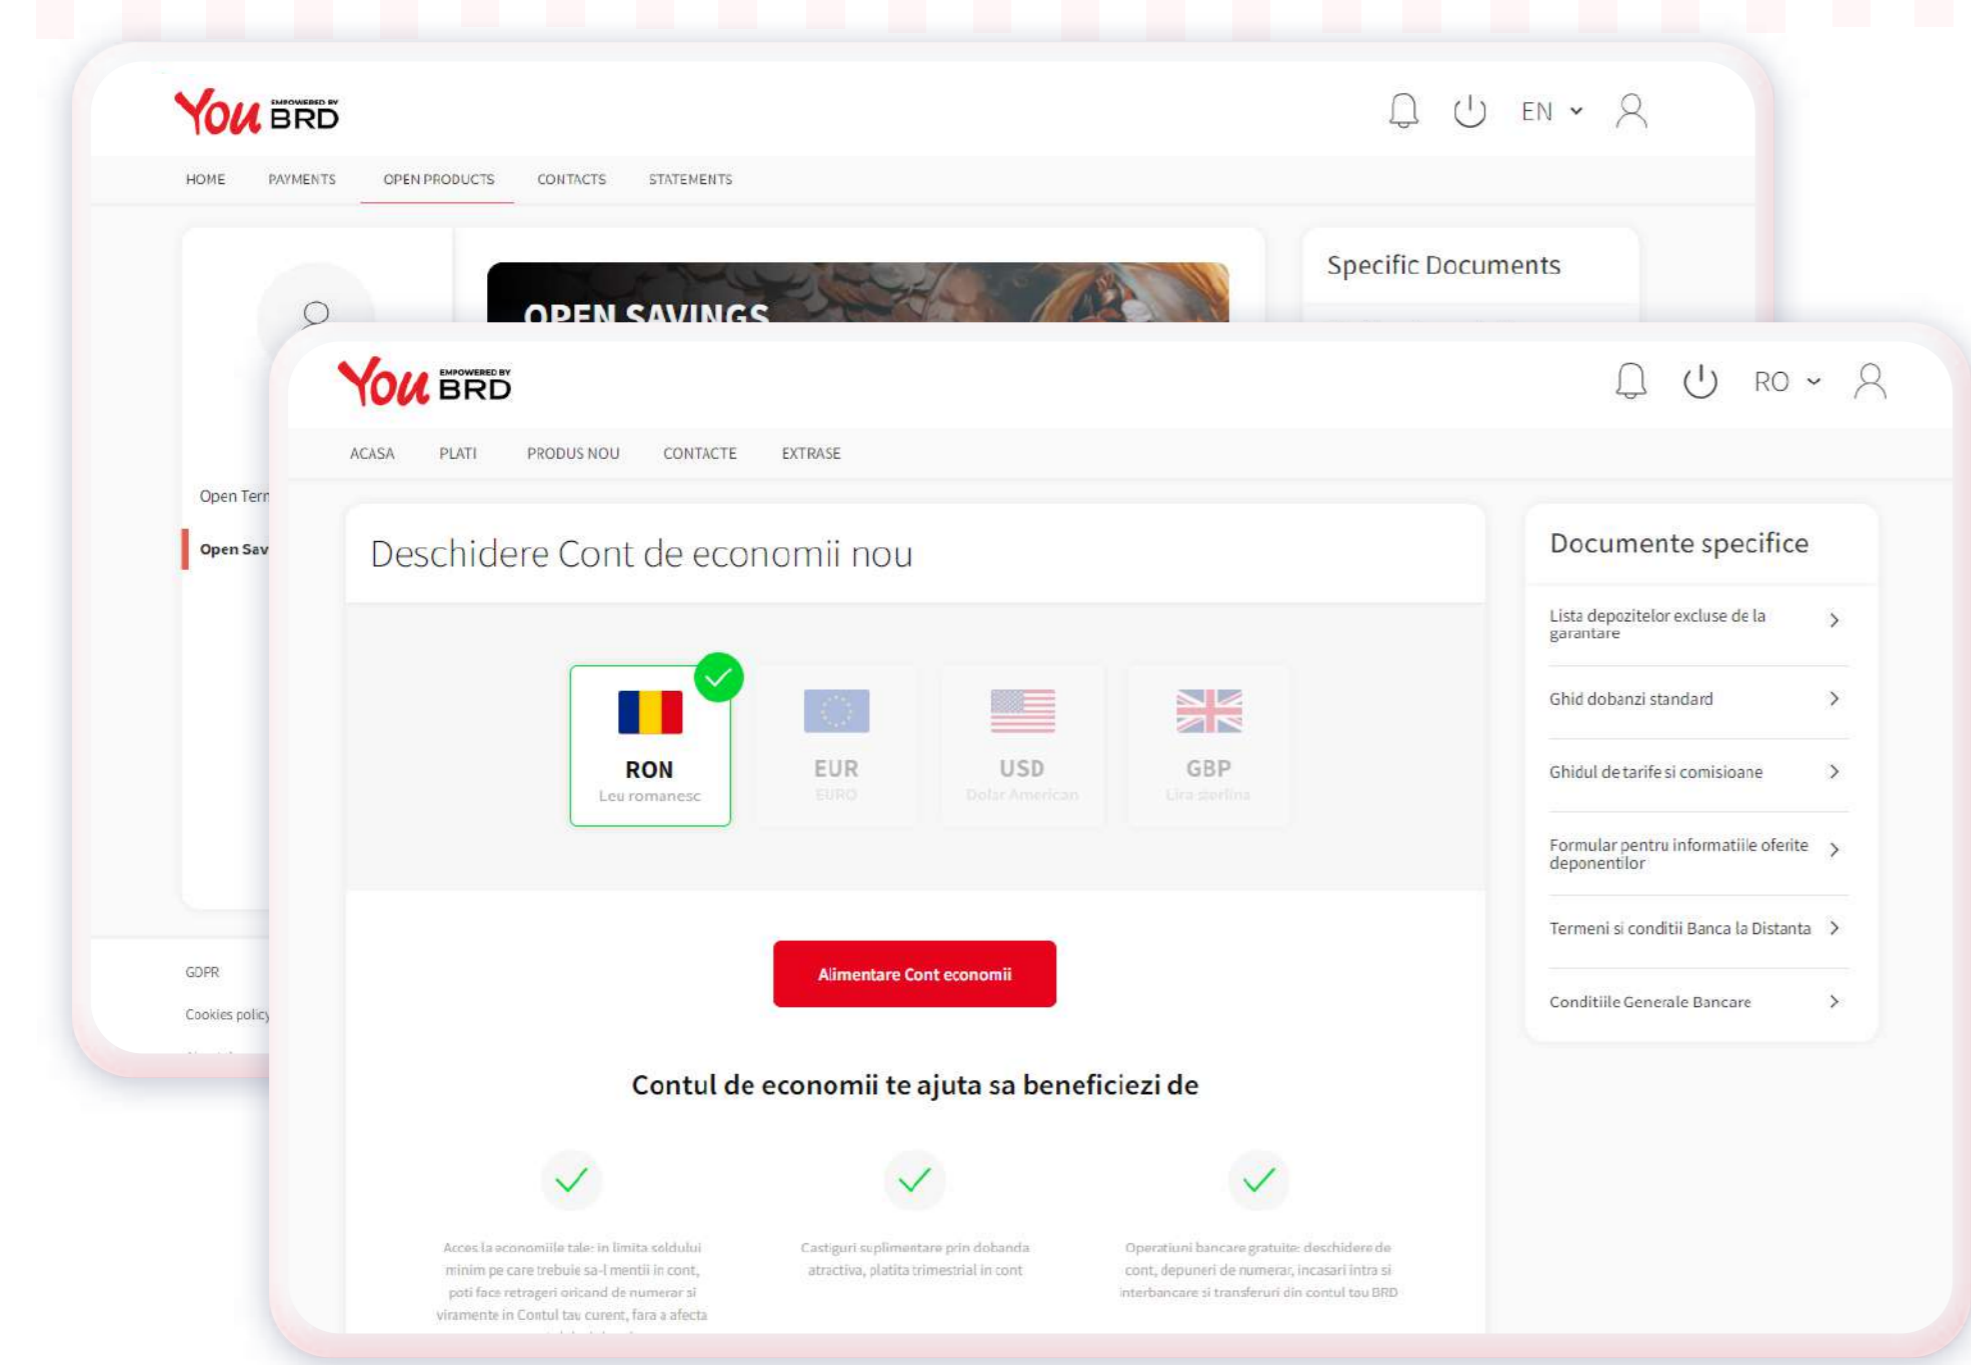 You EMPOWERED BY BRD
EN
HOME PAYMENTS OPEN PRODUCTS CONTACTS STATEMENTS
OPEN SAVINGS
Specific Documents
Open
Open
GDPR
Cookies policy
You EMPOWERED BY BRD
RO
ACASA PLATI PRODUS NOU CONTACTE EXTRASE
Deschidere Cont de economii nou
RON
Leu romanesc
EUR
EURO
USD
Dolar American
GBP
Lira sterlina
Alimentare Cont economii
Contul de economii te ajuta sa beneficiezi de
Acces la economiile tale: in limita soldului
minim pe care trebuie sa-l mentii in cont,
poti face retrageri oricand de numerar si
viramente in Contul tau curent, fara a afecta
Castiguri suplimentare prin dobanda
atractiva, platita trimestrial in cont
Operatiuni bancare gratuite: deschidere de
cont, depuneri de numerar, incasari intra si
interbancare si transferuri din contul tau BRD
Documente specifice
Lista depozitelor excluse de la
garantare
Ghid dobanzi standard
Ghidul de tarife si comisioane
Formular pentru informatiile oferite
deponentilor
Termeni si conditii Banca la Distanta
Conditiile Generale Bancare